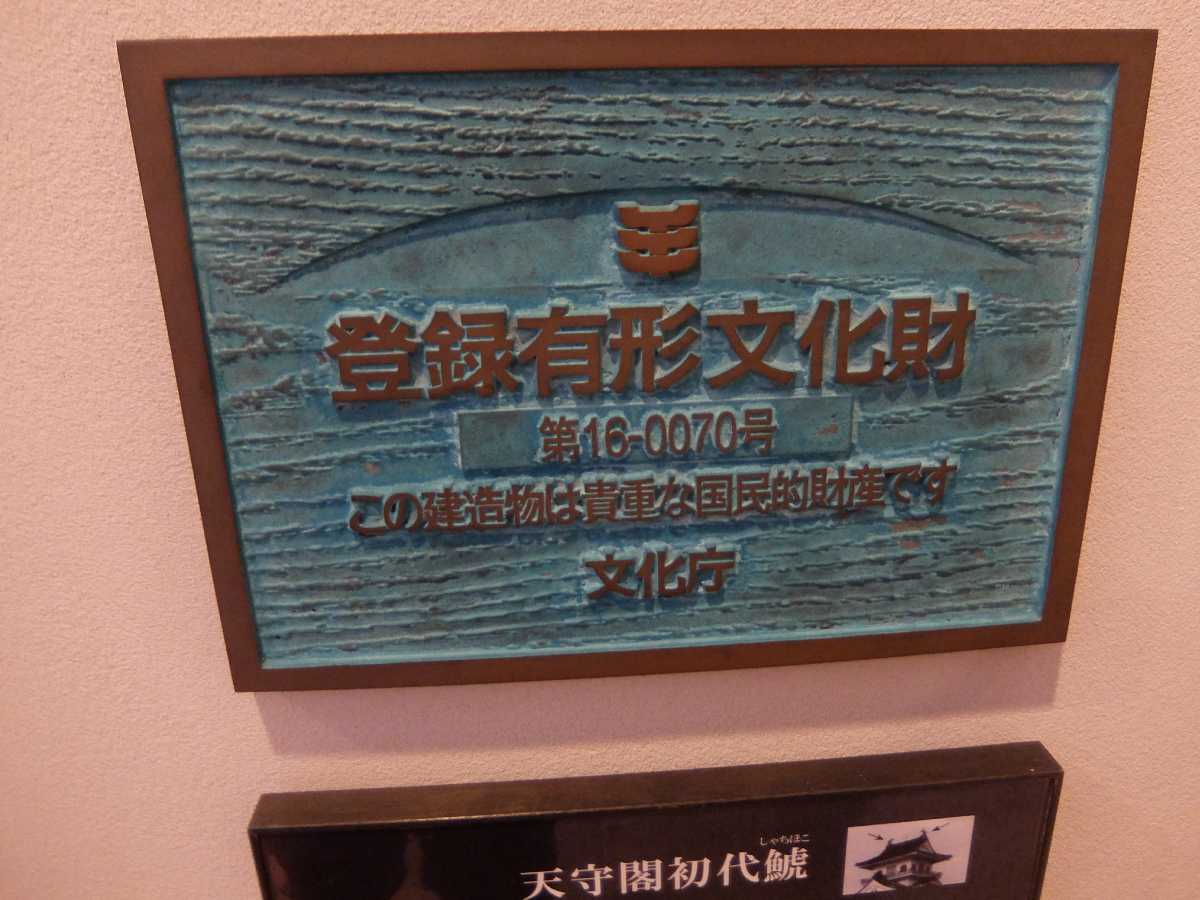 登録有形文化財
第16-0070号
この建造物は貴重な国民的財産です
文化庁
しゃちほこ
天守閣初代鯱